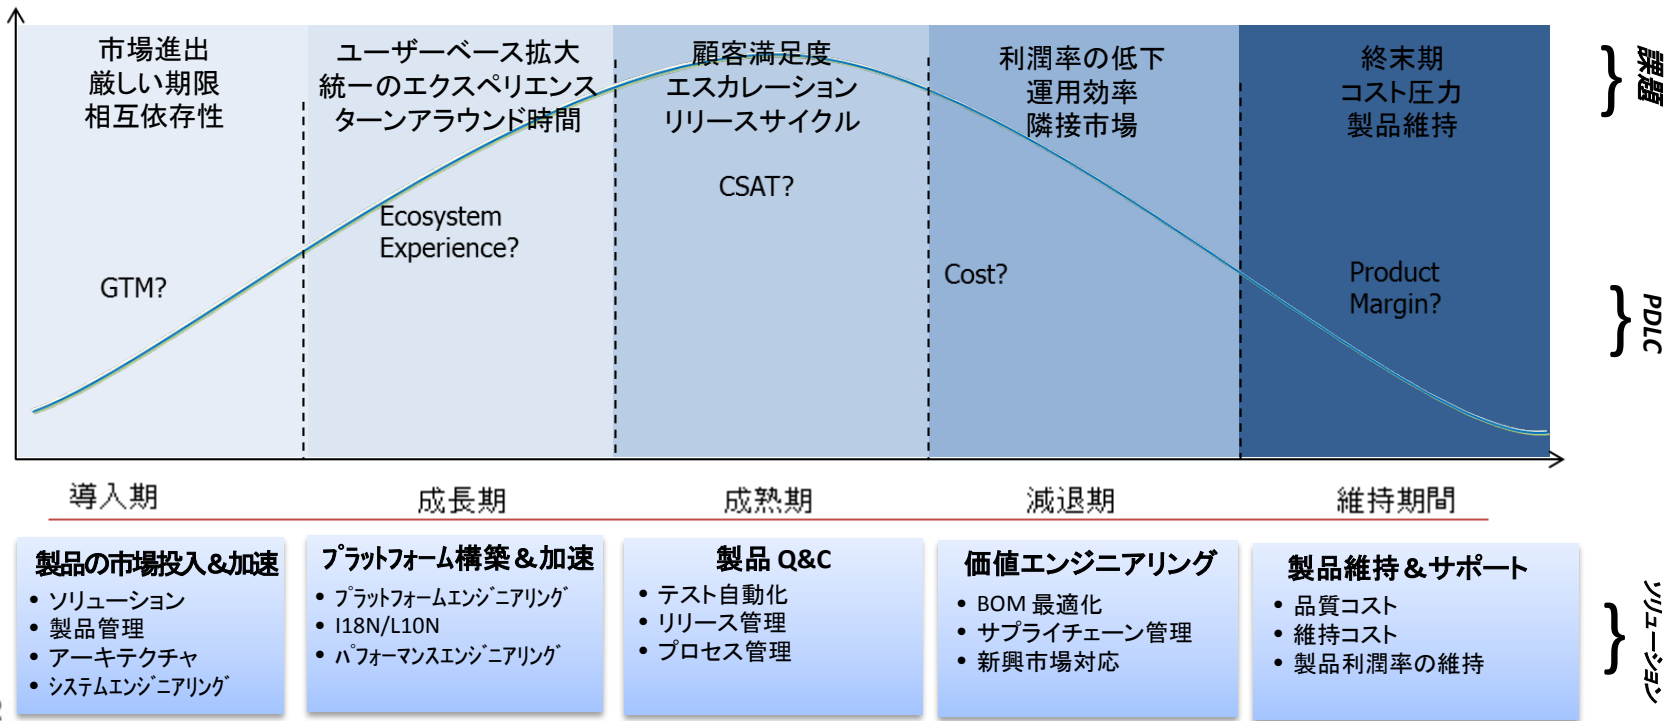 市場進出
厳しい期限
相互依存性
ユーザーベース拡大
統一のエクスペリエンス
ターンアラウンド時間
顧客満足度
エスカレーション
リリースサイクル
利潤率の低下
運用効率
隣接市場
終末期
コスト圧力
製品維持
課題
GTM?
Ecosystem
Experience?
CSAT?
Cost?
Product
Margin?
PDLC
導入期
成長期
成熟期
減退期
維持期間
製品の市場投入&加速
• ソリューション
• 製品管理
• アーキテクチャ
• システムエンジニアリング
プラットフォーム構築&加速
• プラットフォームエンジニアリング
• I18N/L10N
• パフォーマンスエンジニアリング
製品 Q&C
• テスト自動化
• リリース管理
• プロセス管理
価値エンジニアリング
• BOM 最適化
• サプライチェーン管理
• 新興市場対応
製品維持&サポート
• 品質コスト
• 維持コスト
• 製品利潤率の維持
ソリューション